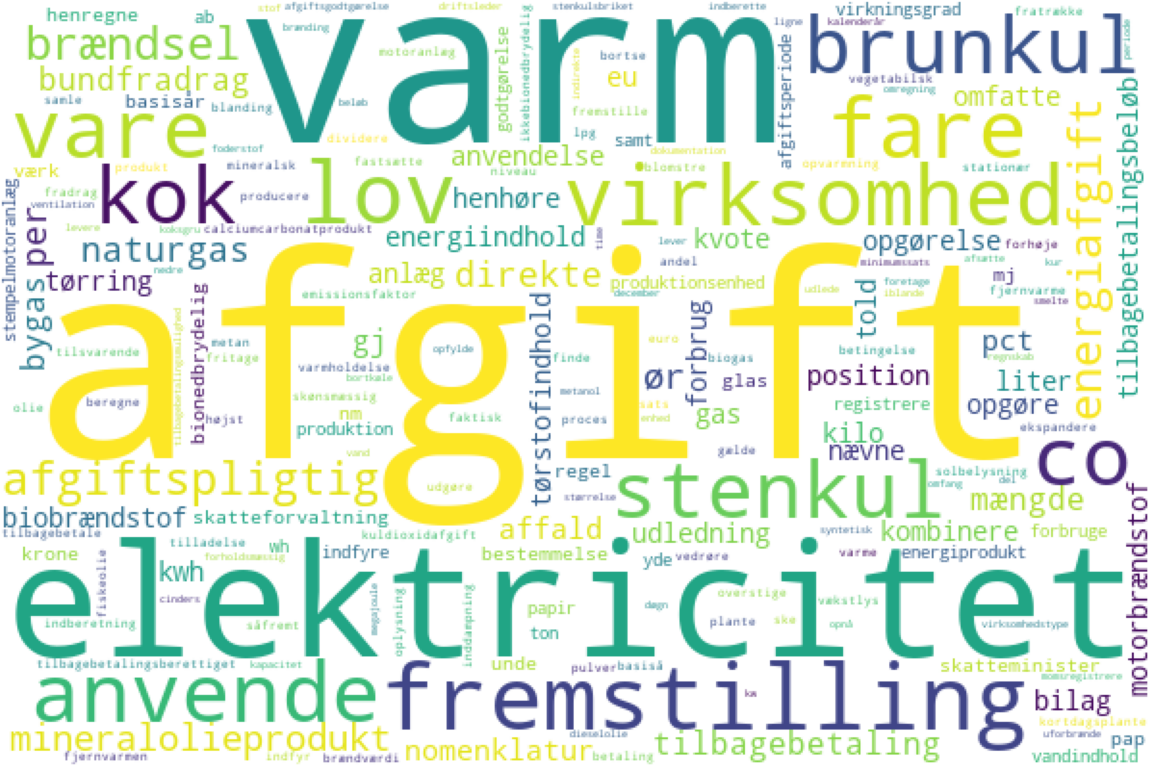 henregne ab stof afgiftsgodtgørelse driftsleder stenkulsbriket indberette virkningsgrad fratrække
brændsel brænding motoranlæg bortse ligne kalenderår brunkul periode
varm
bundfradrag eu vegetabilsk omregning omfatte
samle basisår blanding beløb godtgørelse ikkebionedbrydelig indirekte fremstille afgiftsperiode
vare foderstof dividere lpg samt dokumentation fare
værk produkt mineralsk fastsætte anvendelse niveau blomstre opvarmning stationær
fradrag kok producere lov henhøre virksomhed energiafgift tilbagebetalingsbeløb
ventilation levere koksgru calciumcarbonatprodukt
stempelmotoranlæg per naturgas energiindhold time lever kvote opgørelse forhøje
nedre andel minimumssats afsætte kur
tørring anlæg direkte produktionsenhed foretage mj
bygas emissionsfaktor december udlede iblande fjernvarme smelte
afgift
tilsvarende tilbagebetalingsmulighed metan fritage gj opfylde tørstofindhold finde euro forbrug biogas told betingelse pct regnskab
bionedbrydelig varmholdelse bortkøle
olie beregne højst skønsmæssig metanol ør glas position liter
nm faktisk proces sats enhed gas registrere opgøre
produktion kilo ekspandere
vand gælde nævne
afgiftspligtig udgøre regel størrelse stenkul solbelysning del omfang co
biobrændstof skatteforvaltning affald udledning mængde
tilbagebetale kuldioxidafgift syntetisk kombinere forbruge
krone tilladelse wh forholdsmæssig indfyre bestemmelse yde vedrøre varme energiprodukt
elektricitet
fiskeolie kwh cinders megajoule oplysning inddampning papir døgn overstige vækstlys motorbrændstof
indberetning såfremt ton plante ske opnå virksomhedstype
tilbagebetalingsberettiget kapacitet unde pulver basiså skatteminister momsregistrere
anvende fremstilling kw bilag
mineralolieprodukt dieselolie kortdagsplante
fjernvarmen indfyr brændværdi nomenklatur betaling tilbagebetaling uforbrændt pap
vandindhold